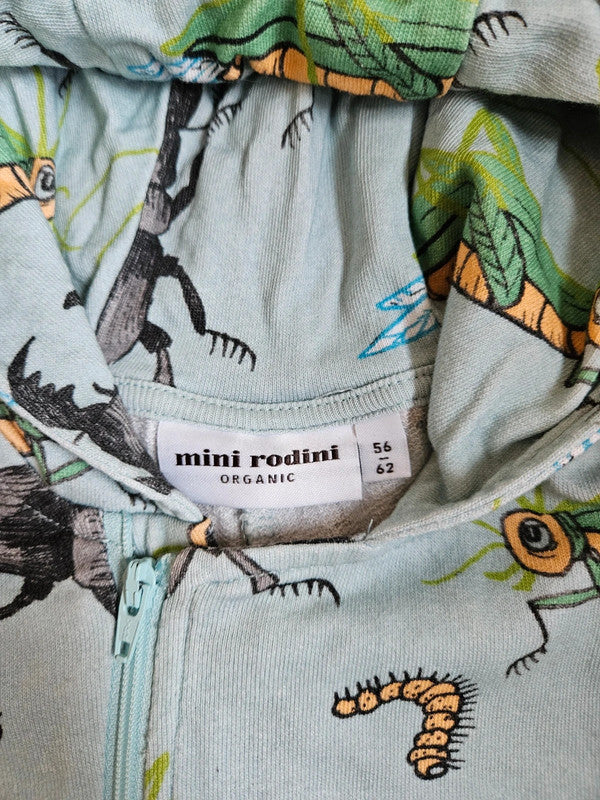 mini rodini
ORGANIC
56
–
62